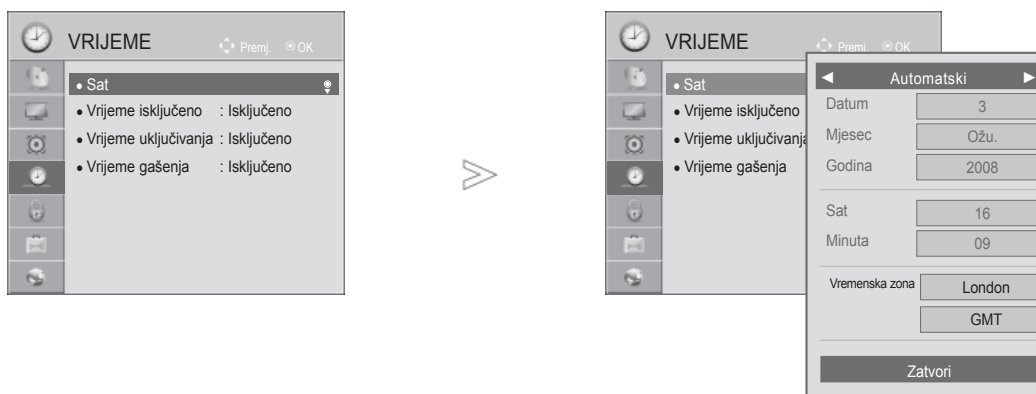 VRIJEME
Premj.
OK
• Sat
• Vrijeme isključeno : Isključeno
• Vrijeme uključivanja : Isključeno
• Vrijeme gašenja : Isključeno
VRIJEME
Premj.
OK
• Sat
• Vrijeme isključeno
• Vrijeme uključivanja
• Vrijeme gašenja
◄ Automatski ►
Datum 3
Mjesec Ožu.
Godina 2008
Sat 16
Minuta 09
Vremenska zona London
GMT
Zatvori